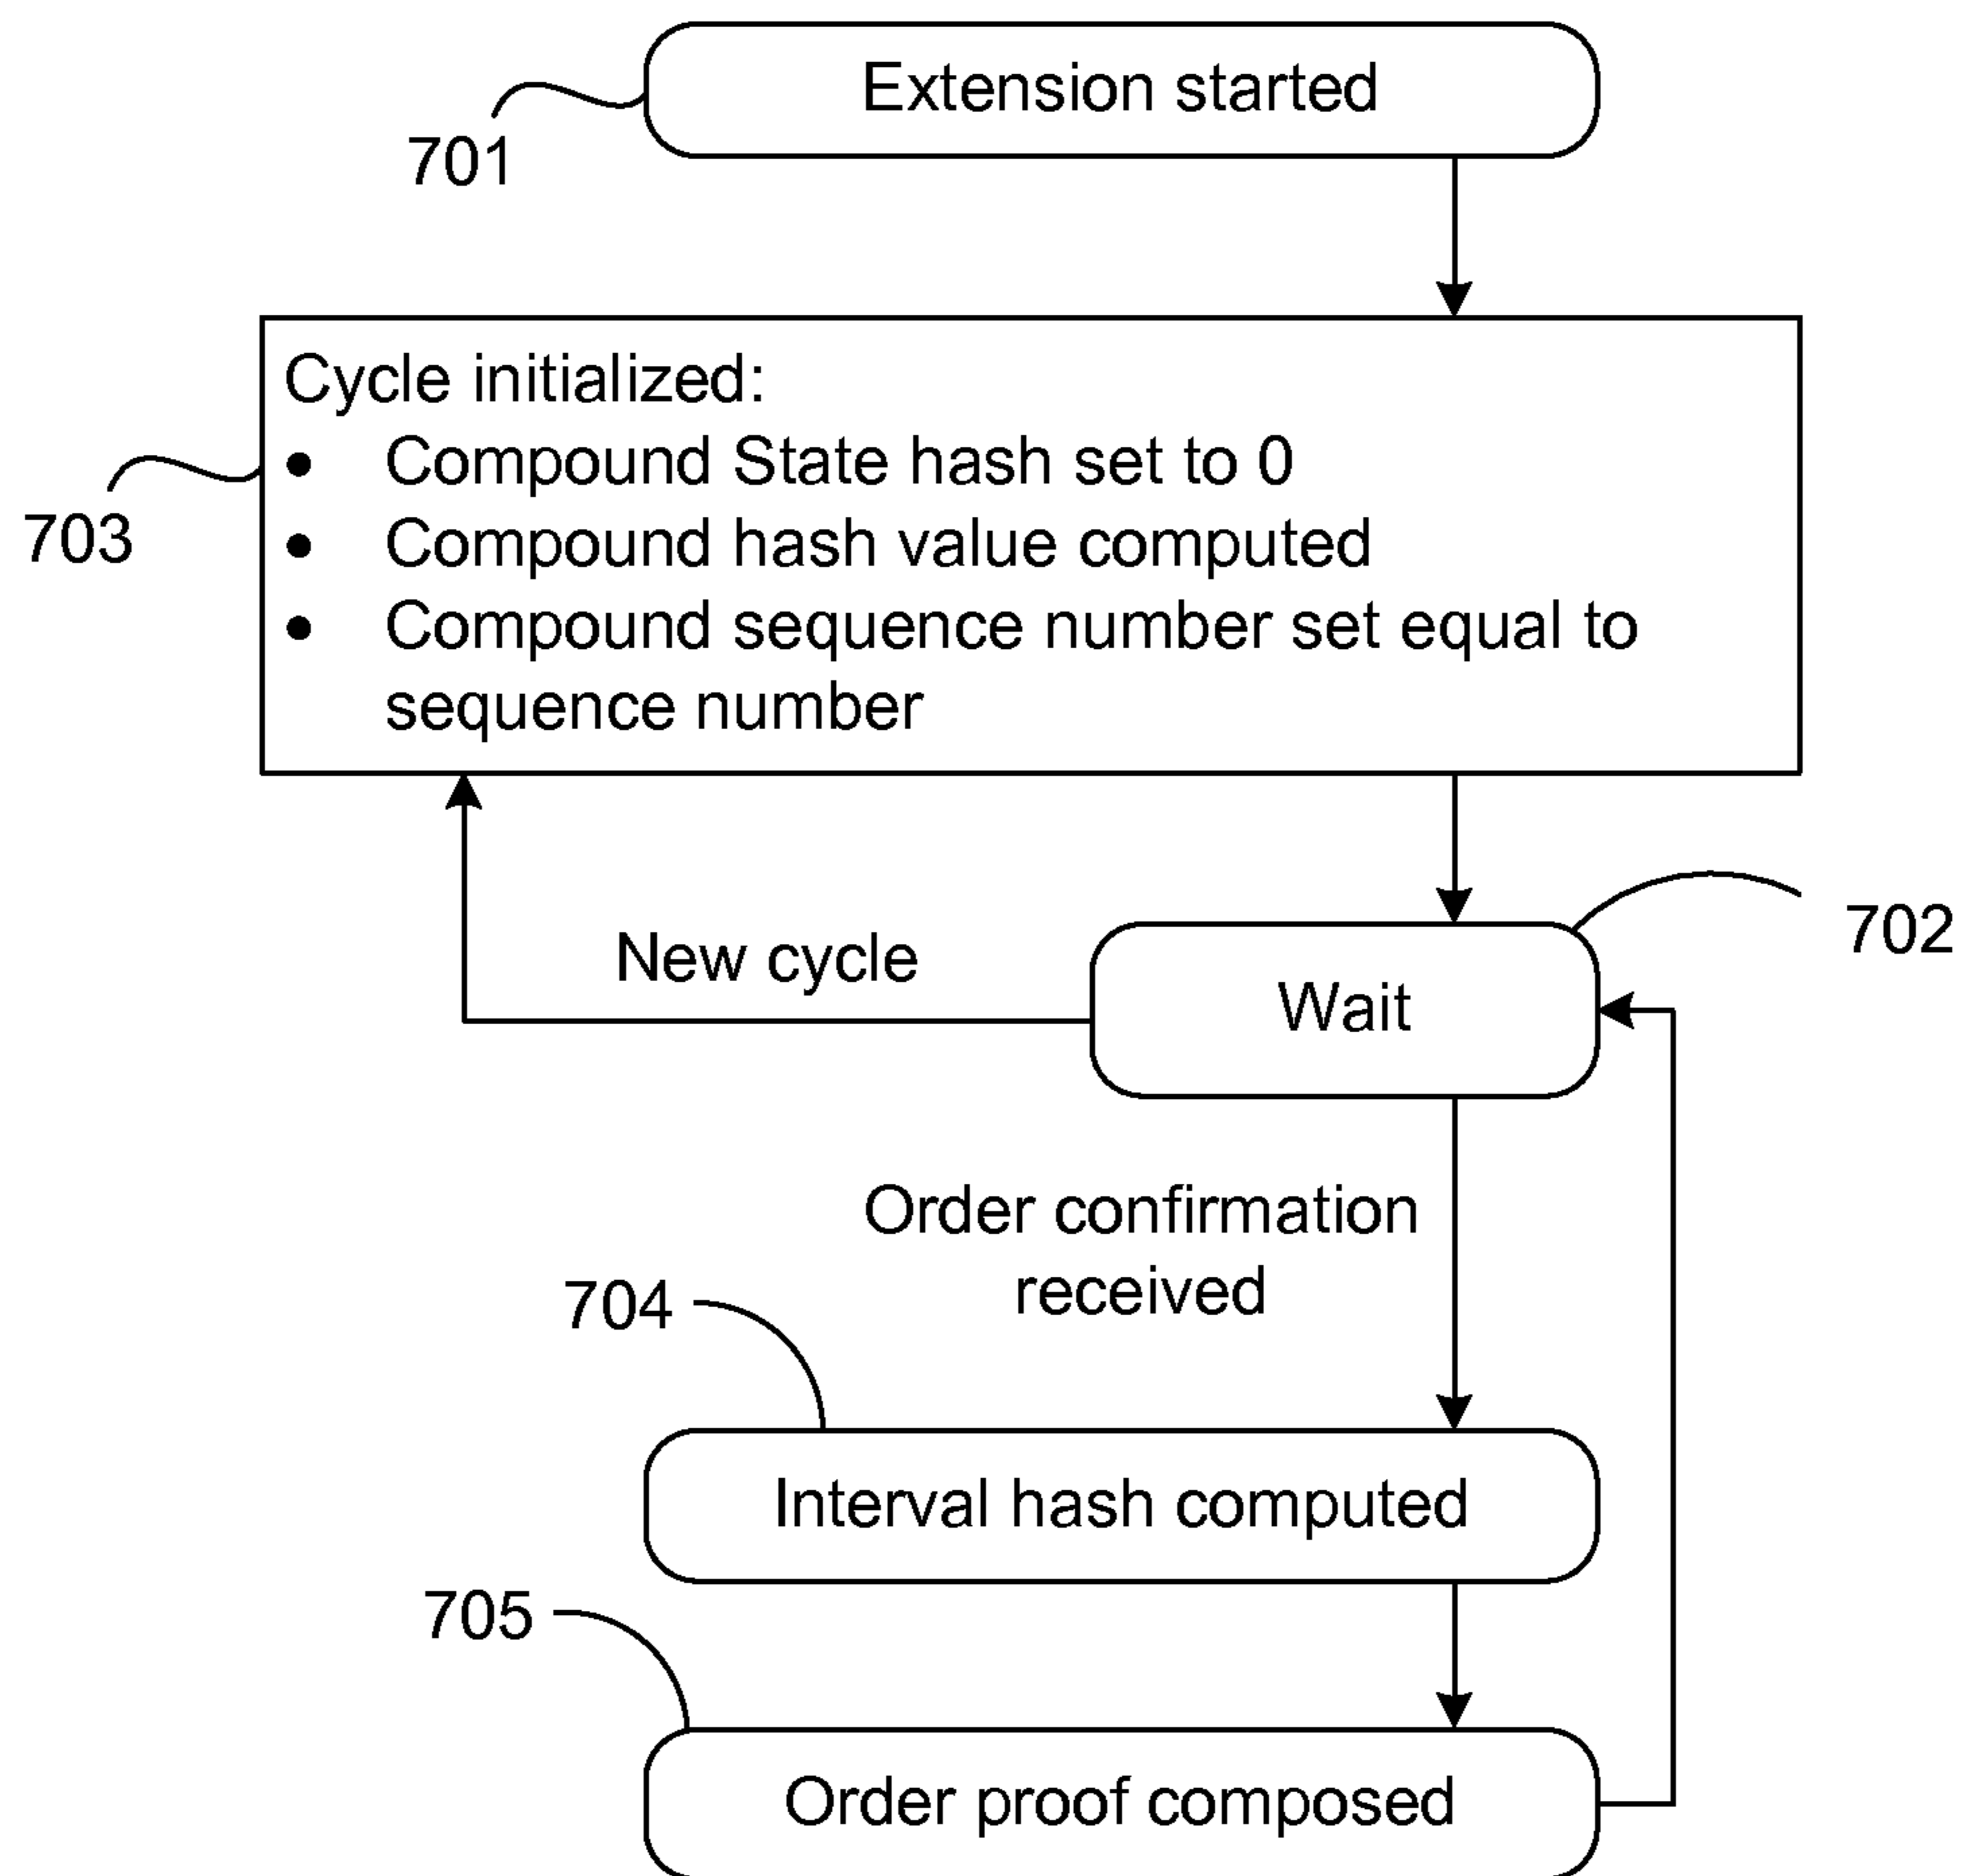 Extension started
701
Cycle initialized:
● Compound State hash set to 0
● Compound hash value computed
● Compound sequence number set equal to
sequence number
703
702
New cycle
Wait
Order confirmation
received
704
Interval hash computed
705
Order proof composed